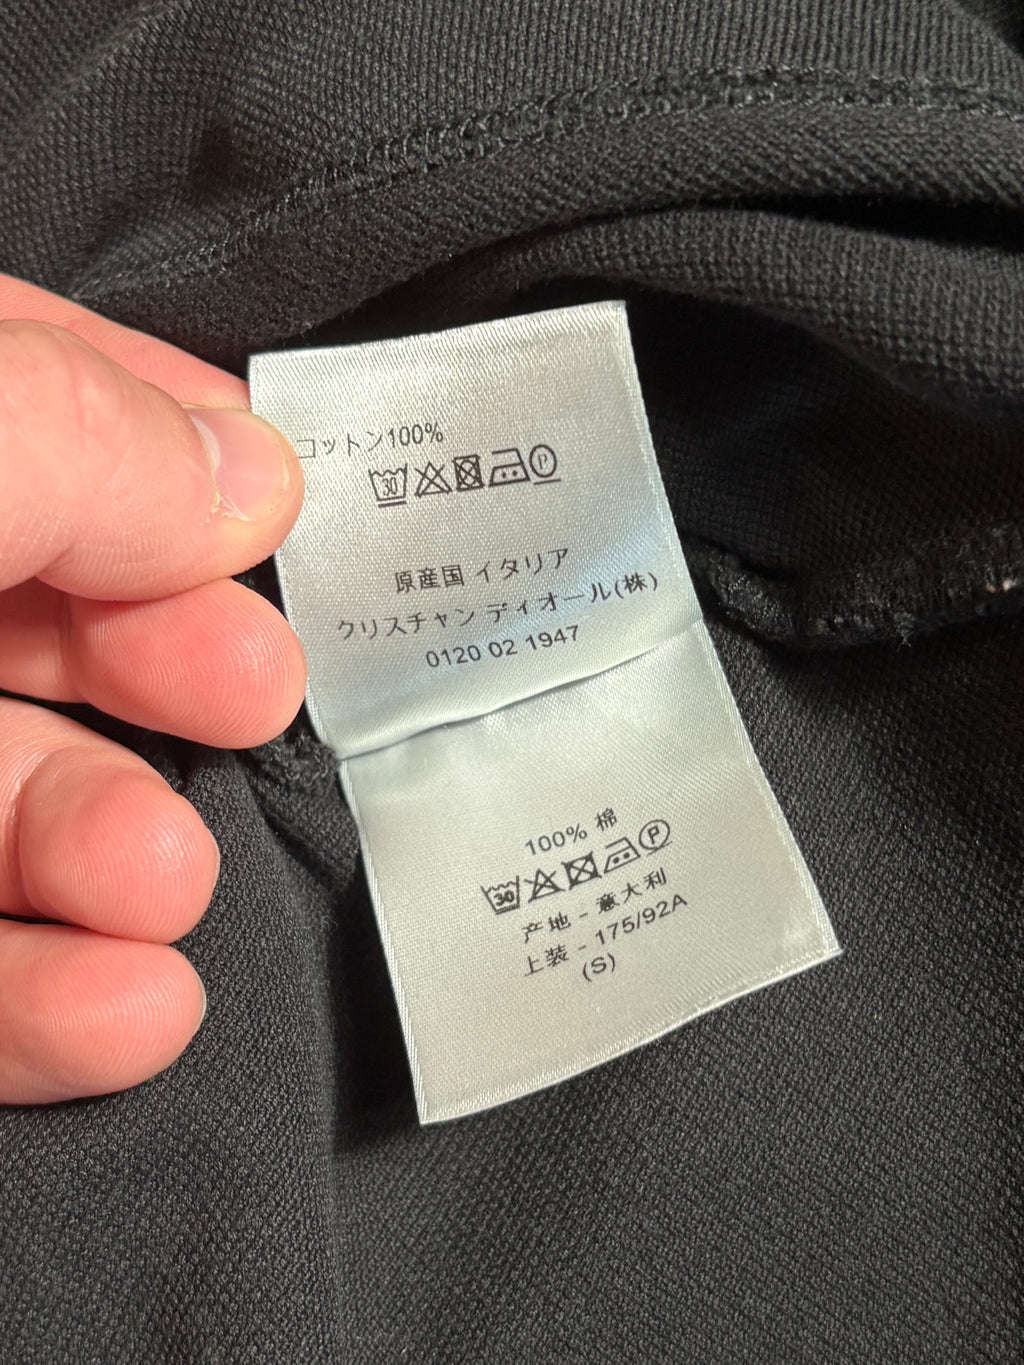 コットン100%
30 P
原産国 イタリア
クリスチャン ディオール(株)
0120 02 1947
100% 棉
30 P
产地 - 意大利
上装 - 175/92A
(S)